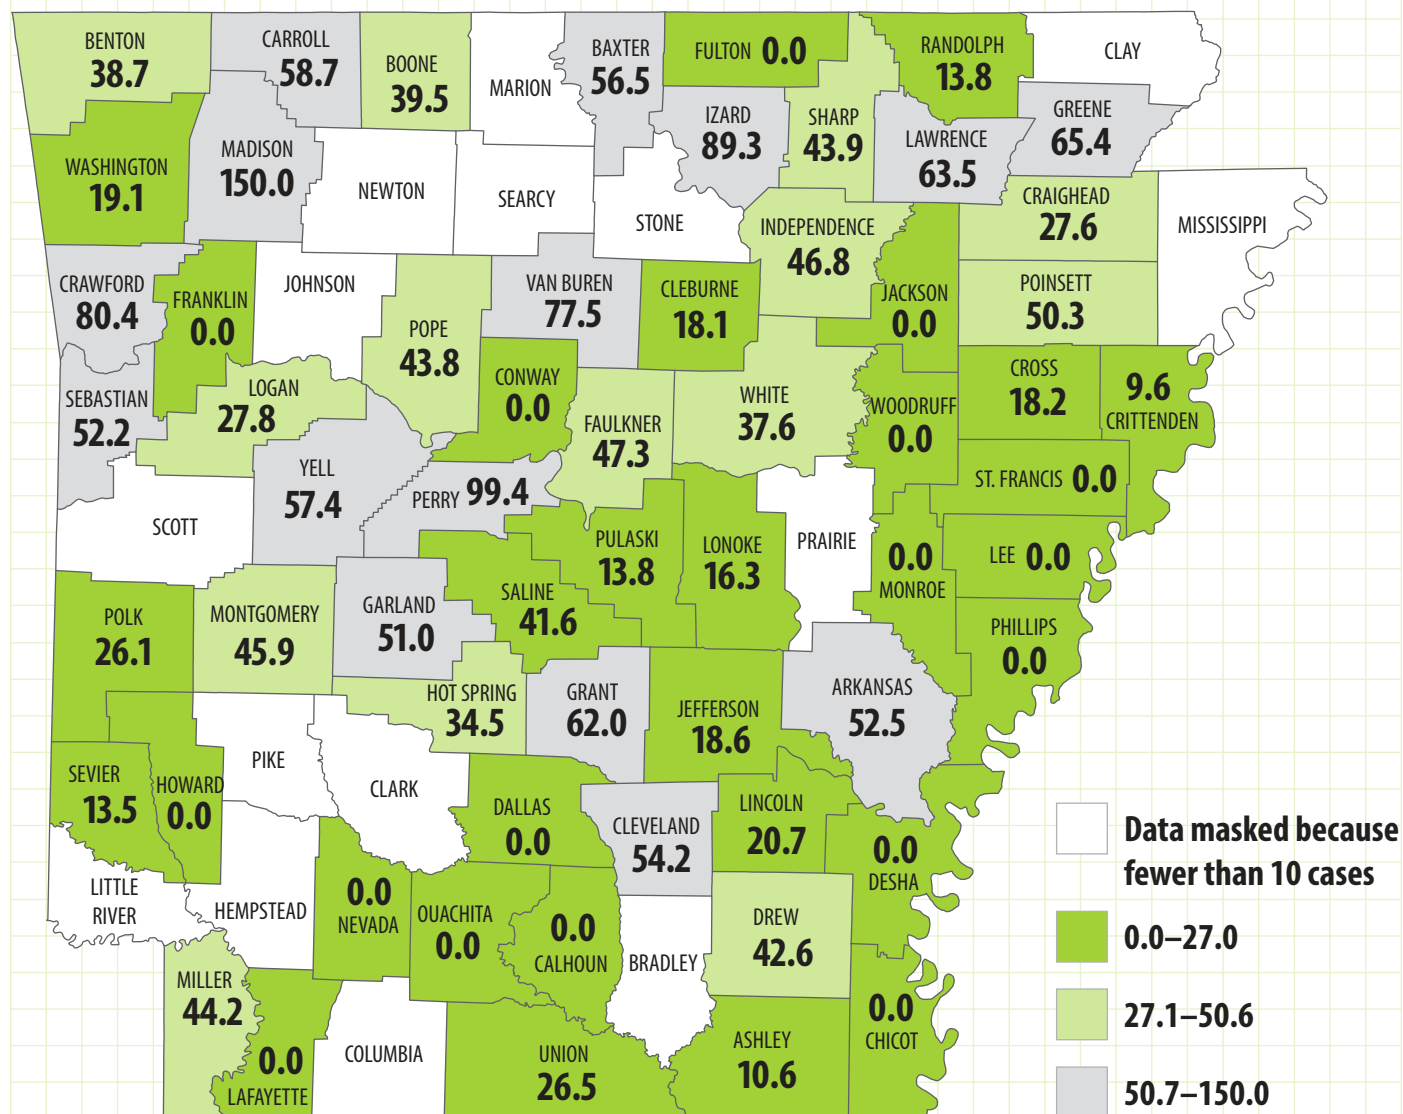 BENTON
38.7
CARROLL
58.7
BOONE
39.5
MARION
BAXTER
56.5
FULTON 0.0
RANDOLPH
13.8
CLAY
WASHINGTON
19.1
MADISON
150.0
NEWTON
SEARCY
STONE
IZARD
89.3
SHARP
43.9
LAWRENCE
63.5
GREENE
65.4
CRAIGHEAD
27.6
MISSISSIPPI
CRAWFORD
80.4
FRANKLIN
0.0
JOHNSON
POPE
43.8
VAN BUREN
77.5
CLEBURNE
18.1
INDEPENDENCE
46.8
JACKSON
0.0
POINSETT
50.3
SEBASTIAN
52.2
LOGAN
27.8
CONWAY
0.0
FAULKNER
47.3
WHITE
37.6
WOODRUFF
0.0
CROSS
18.2
9.6
CRITTENDEN
SCOTT
YELL
57.4
PERRY 99.4
ST. FRANCIS 0.0
PULASKI
13.8
LONOKE
16.3
PRAIRIE
0.0
MONROE
LEE 0.0
POLK
26.1
MONTGOMERY
45.9
GARLAND
51.0
SALINE
41.6
PHILLIPS
0.0
HOT SPRING
34.5
GRANT
62.0
JEFFERSON
18.6
ARKANSAS
52.5
SEVIER
13.5
HOWARD
0.0
PIKE
CLARK
DALLAS
0.0
CLEVELAND
54.2
LINCOLN
20.7
0.0
DESHA
LITTLE
RIVER
HEMPSTEAD
0.0
NEVADA
OUACHITA
0.0
0.0
CALHOUN
BRADLEY
DREW
42.6
MILLER
44.2
0.0
LAFAYETTE
COLUMBIA
UNION
26.5
ASHLEY
10.6
0.0
CHICOT
Data masked because
fewer than 10 cases
0.0–27.0
27.1–50.6
50.7–150.0